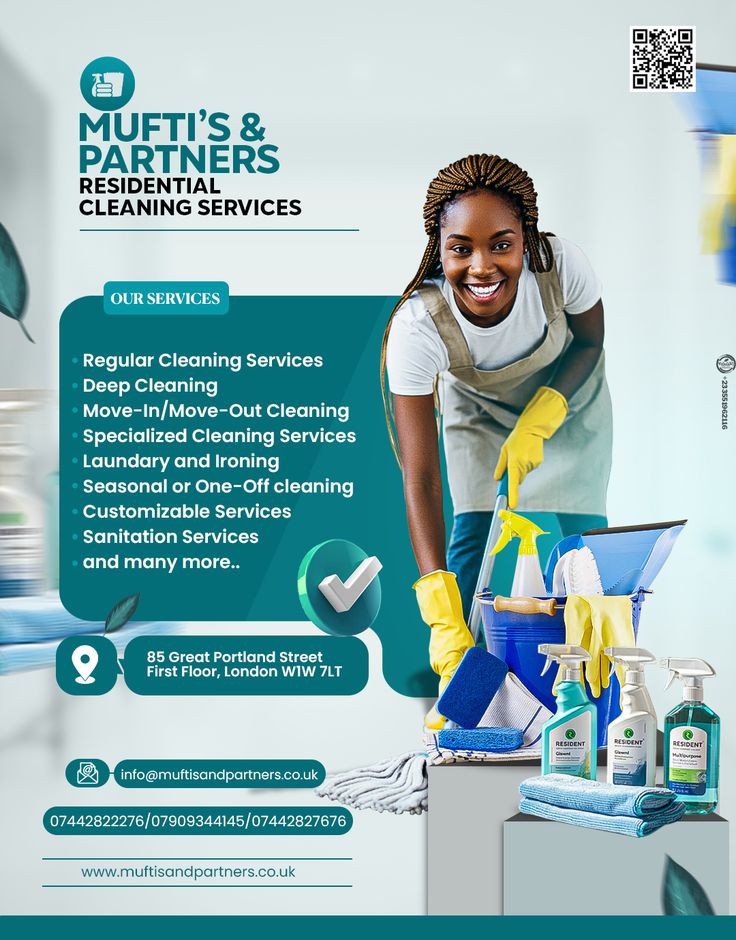 MUFTI'S &
PARTNERS
RESIDENTIAL
CLEANING SERVICES
OUR SERVICES
• Regular Cleaning Services
• Deep Cleaning
• Move-In/Move-Out Cleaning
• Specialized Cleaning Services
• Laundary and Ironing
• Seasonal or One-Off cleaning
• Customizable Services
• Sanitation Services
• and many more..
85 Great Portland Street
First Floor, London W1W 7LT
info@muftisandpartners.co.uk
07442822276/07909344145/07442827676
www.muftisandpartners.co.uk
+233551962116
RESIDENT
RESIDENT
RESIDENT
Multipurpose